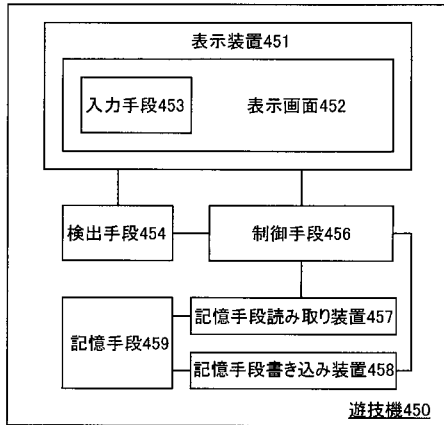 表示装置451
入力手段453
表示画面452
検出手段454
制御手段456
記憶手段読み取り装置457
記憶手段459
記憶手段書き込み装置458
遊技機450